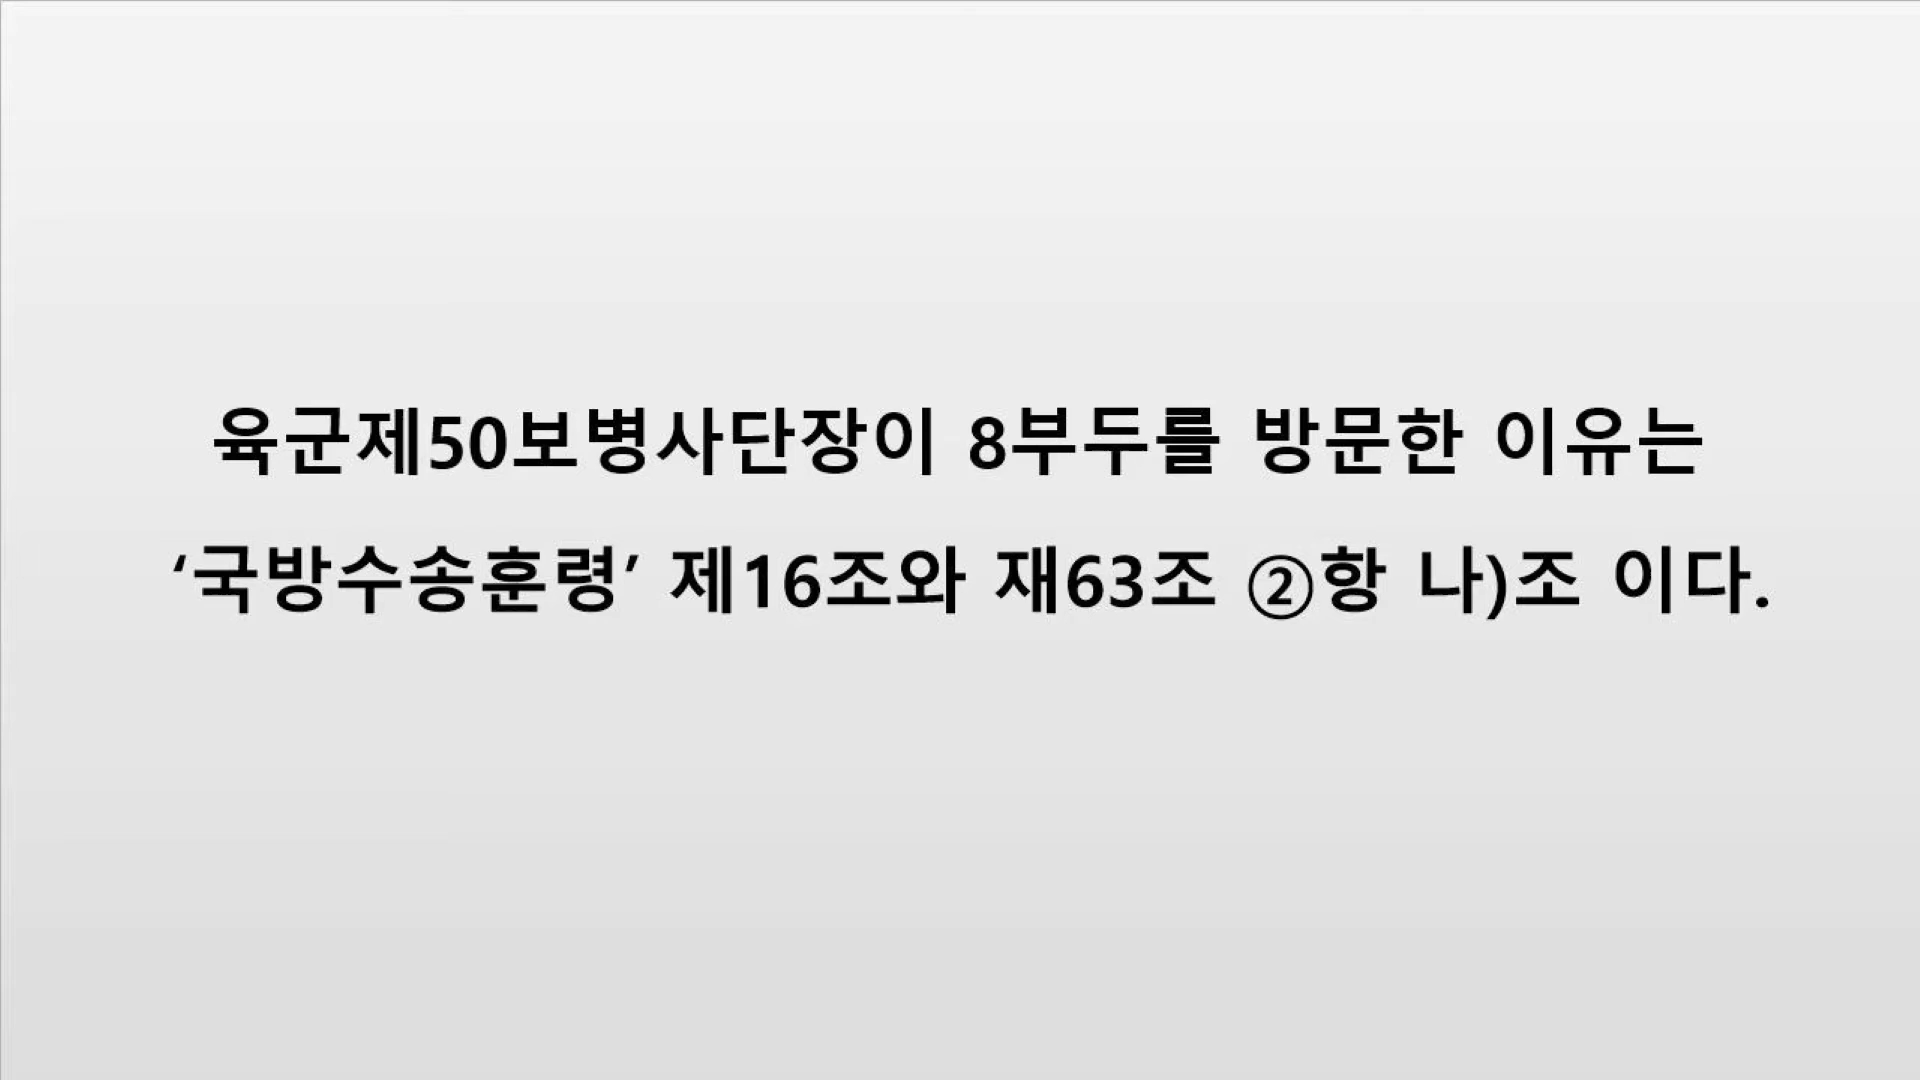 육군제50보병사단장이 8부두를 방문한 이유는
‘국방수송훈령’ 제16조와 재63조 ②항 나)조 이다.